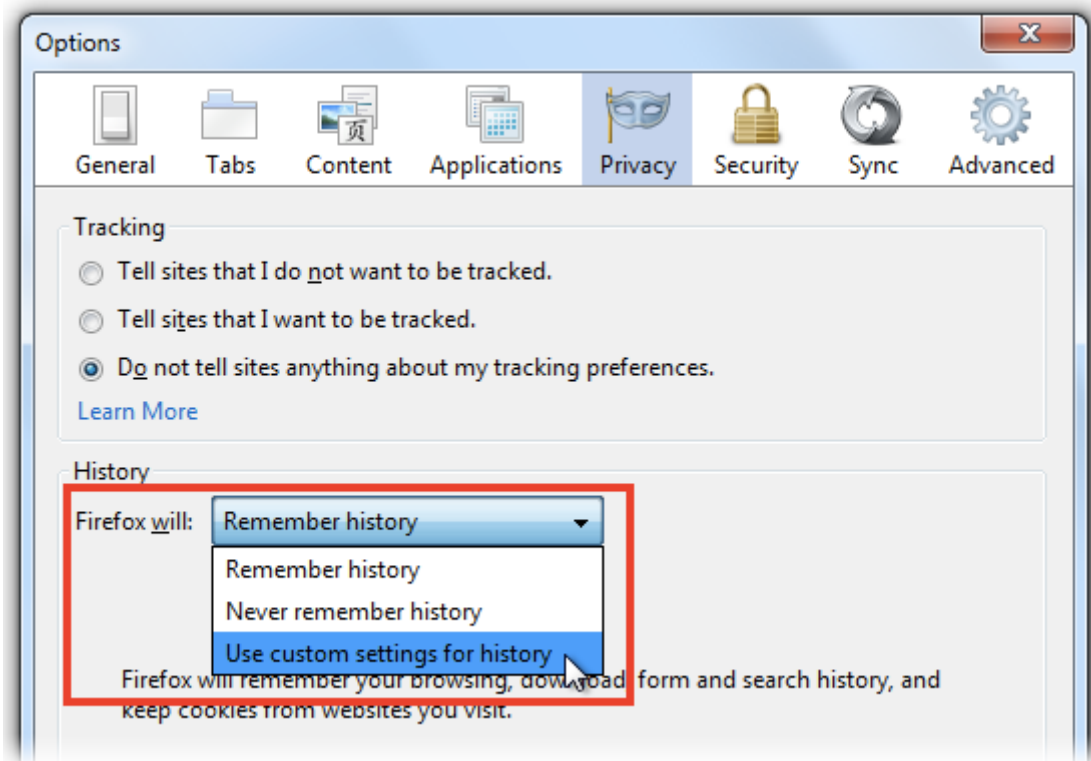 Options
x
General Tabs Content Applications Privacy Security Sync Advanced
页
Tracking
Tell sites that I do not want to be tracked.
Tell sites that I want to be tracked.
Do not tell sites anything about my tracking preferences.
Learn More
History
Firefox will: Remember history
Remember history
Never remember history
Use custom settings for history
Firefox will remember your browsing, download, form and search history, and
keep cookies from websites you visit.